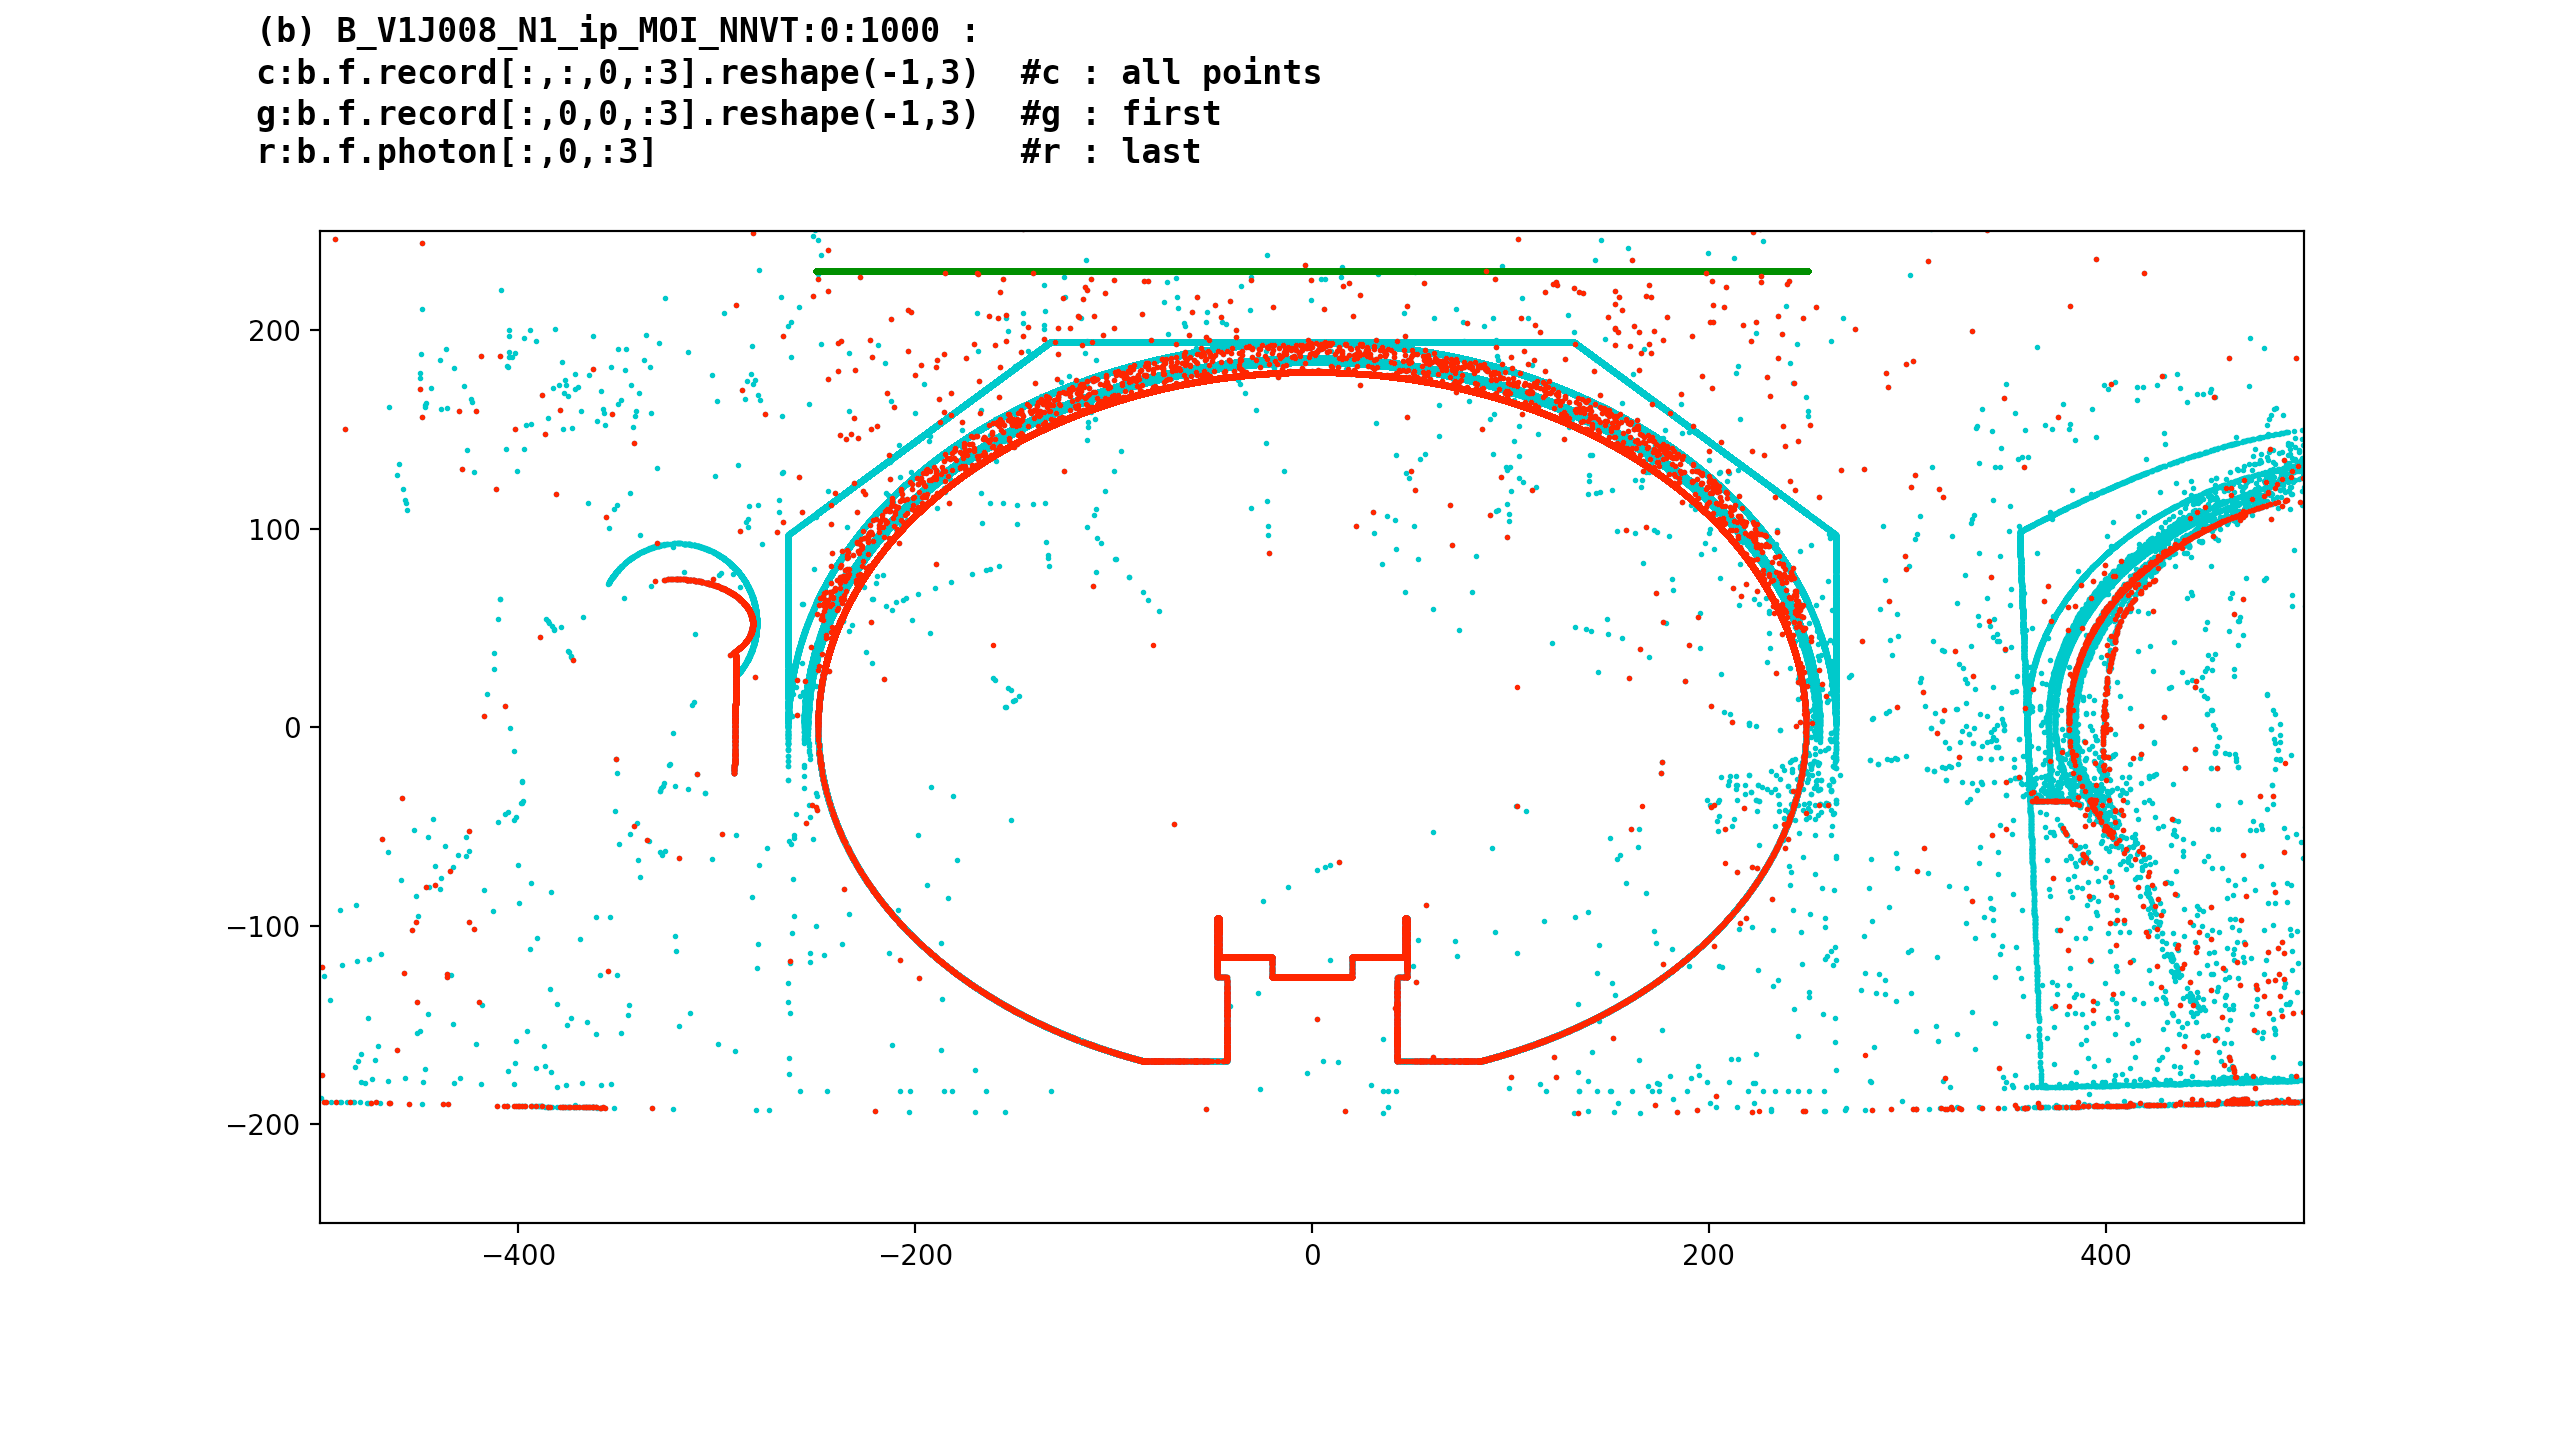 (b) B_V1J008_N1_ip_MOI_NNVT:0:1000 :
c:b.f.record[:,:,0,:3].reshape(-1,3)  #c : all points
g:b.f.record[:,0,0,:3].reshape(-1,3)  #g : first
r:b.f.photon[:,0,:3]                  #r : last
200
100
0
−100
−200
−400
−200
0
200
400